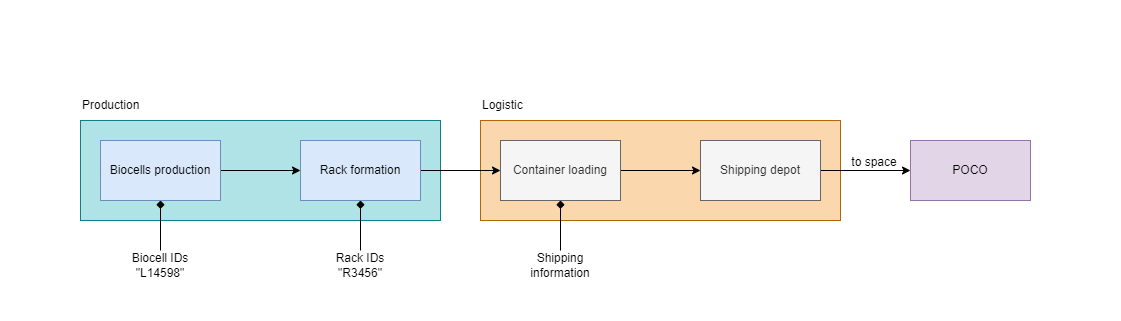 Production
Logistic
Biocells production
Rack formation
Container loading
Shipping depot
to space
POCO
Biocell IDs
"L14598"
Rack IDs
"R3456"
Shipping
information